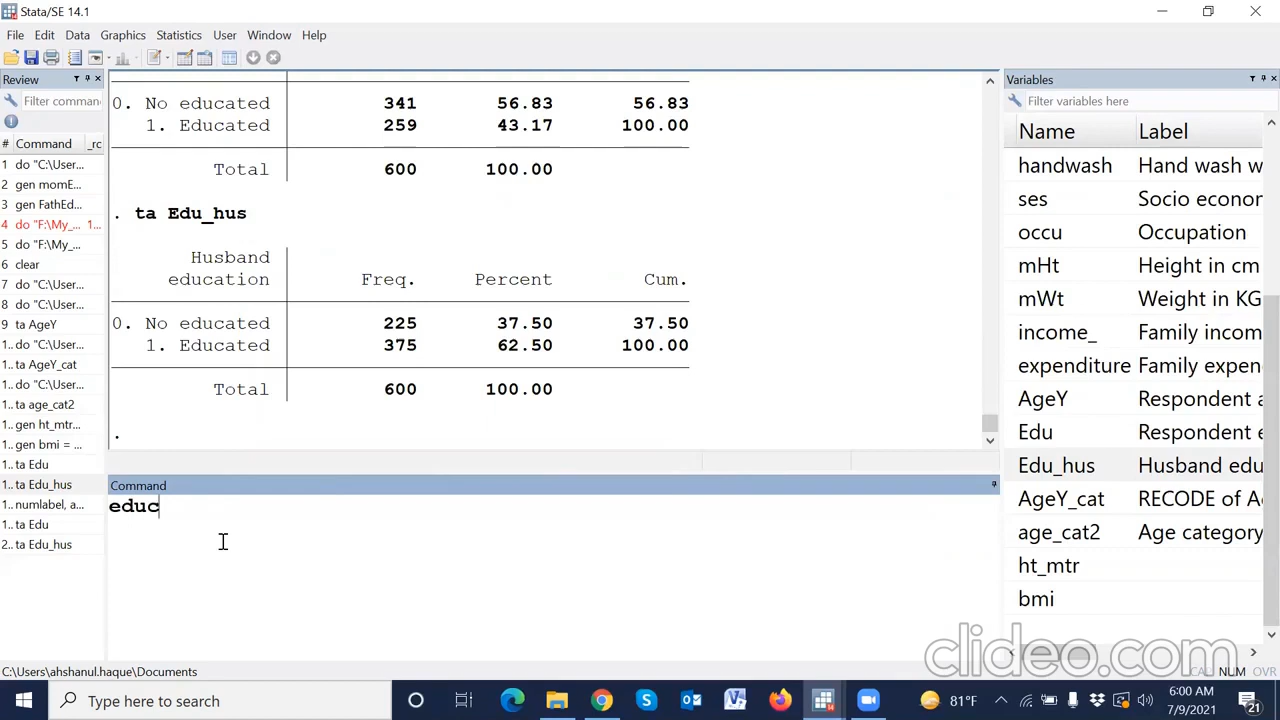 Stata/SE 14.1
File Edit Data Graphics Statistics User Window Help
Review
Filter comman
# Command _rc
1 do "C:\User...
2 gen momE...
3 gen FathEd...
4 do "F:\My_... 1...
5 do "F:\My_...
6 clear
7 do "C:\User...
8 do "C:\User...
9 ta AgeY
1.. do "C:\User...
1.. ta AgeY_cat
1.. do "C:\User...
1.. ta age_cat2
1.. gen ht_mtr...
1.. gen bmi = ...
1.. ta Edu
1.. ta Edu_hus
1.. numlabel, a...
1.. ta Edu
2.. ta Edu_hus
0. No educated 341 56.83 56.83
1. Educated 259 43.17 100.00
Total 600 100.00
. ta Edu_hus
Husband
education Freq. Percent Cum.
0. No educated 225 37.50 37.50
1. Educated 375 62.50 100.00
Total 600 100.00
.
Command
educ
Variables
Filter variables here
Name Label
handwash Hand wash w
ses Socio econor
occu Occupation
mHt Height in cm
mWt Weight in KG
income_ Family incom
expenditure Family expen
AgeY Respondent a
Edu Respondent e
Edu_hus Husband edu
AgeY_cat RECODE of Ag
age_cat2 Age category
ht_mtr
bmi
clideo.com
C:\Users\ahshanul.haque\Documents
NUM OVR
Type here to search
81°F
6:00 AM
7/9/2021
21